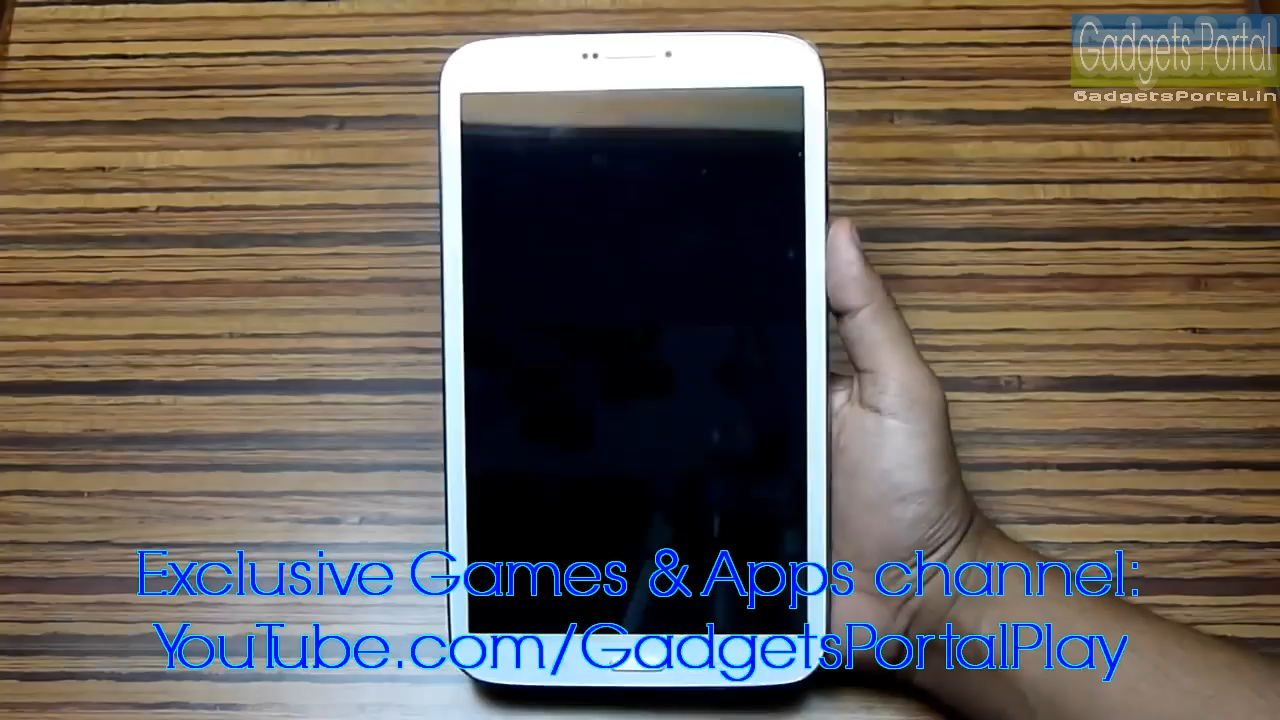 Gadgets Portal
GadgetsPortal.in
Exclusive Games & Apps channel:
YouTube.com/GadgetsPortalPlay